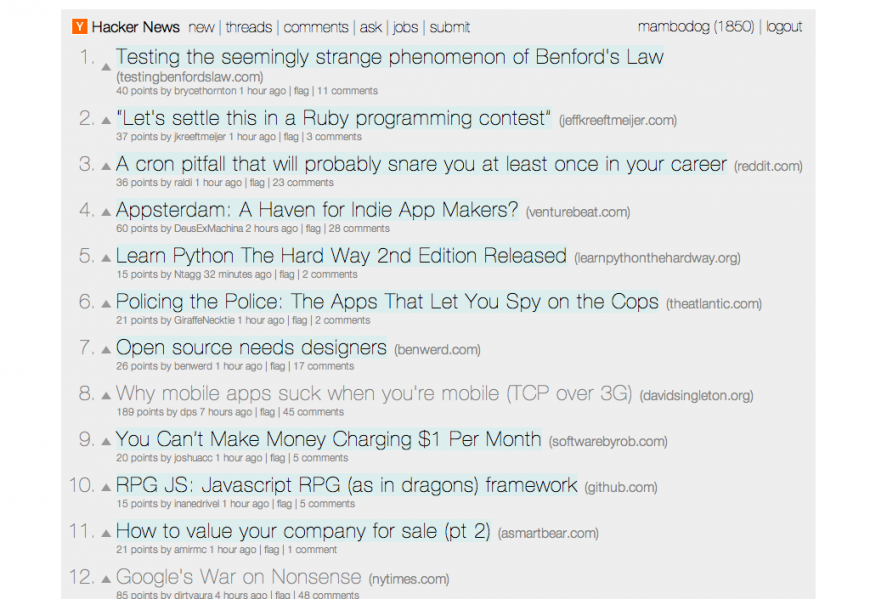 Y Hacker News new | threads | comments | ask | jobs | submit mambodog (1850) | logout
1. Testing the seemingly strange phenomenon of Benford's Law
(testingbenfordslaw.com)
40 points by brycethornton 1 hour ago | flag | 11 comments
2. "Let's settle this in a Ruby programming contest" (jeffkreeftmeijer.com)
37 points by jkreeftmeijer 1 hour ago | flag | 3 comments
3. A cron pitfall that will probably snare you at least once in your career (reddit.com)
36 points by raldi 1 hour ago | flag | 23 comments
4. Appsterdam: A Haven for Indie App Makers? (venturebeat.com)
60 points by DeusExMachina 2 hours ago | flag | 28 comments
5. Learn Python The Hard Way 2nd Edition Released (learnpythonthehardway.org)
15 points by Ntagg 32 minutes ago | flag | 2 comments
6. Policing the Police: The Apps That Let You Spy on the Cops (theatlantic.com)
21 points by GiraffeNecktie 1 hour ago | flag | 2 comments
7. Open source needs designers (benwerd.com)
26 points by benwerd 1 hour ago | flag | 17 comments
8. Why mobile apps suck when you're mobile (TCP over 3G) (davidsingleton.org)
189 points by dps 7 hours ago | flag | 45 comments
9. You Can't Make Money Charging $1 Per Month (softwarebyrob.com)
20 points by joshuacc 1 hour ago | flag | 5 comments
10. RPG JS: Javascript RPG (as in dragons) framework (github.com)
15 points by inanedrivel 1 hour ago | flag | 5 comments
11. How to value your company for sale (pt 2) (asmartbear.com)
21 points by amirmc 1 hour ago | flag | 1 comment
12. Google's War on Nonsense (nytimes.com)
85 points by dirtyaura 4 hours ago | flag | 48 comments